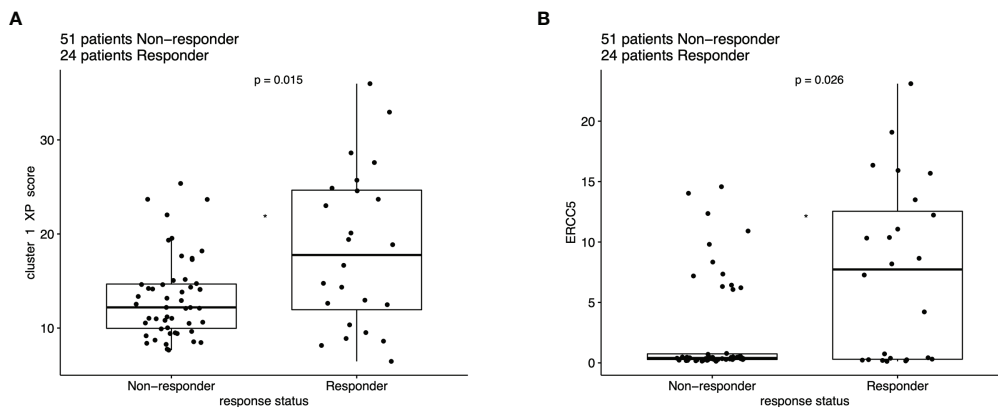 A
51 patients Non−responder
24 patients Responder
p = 0.015
30
20
10
cluster 1 XP score
*
Non−responder
Responder
response status
B
51 patients Non−responder
24 patients Responder
p = 0.026
20
15
10
5
0
ERCC5
*
Non−responder
Responder
response status